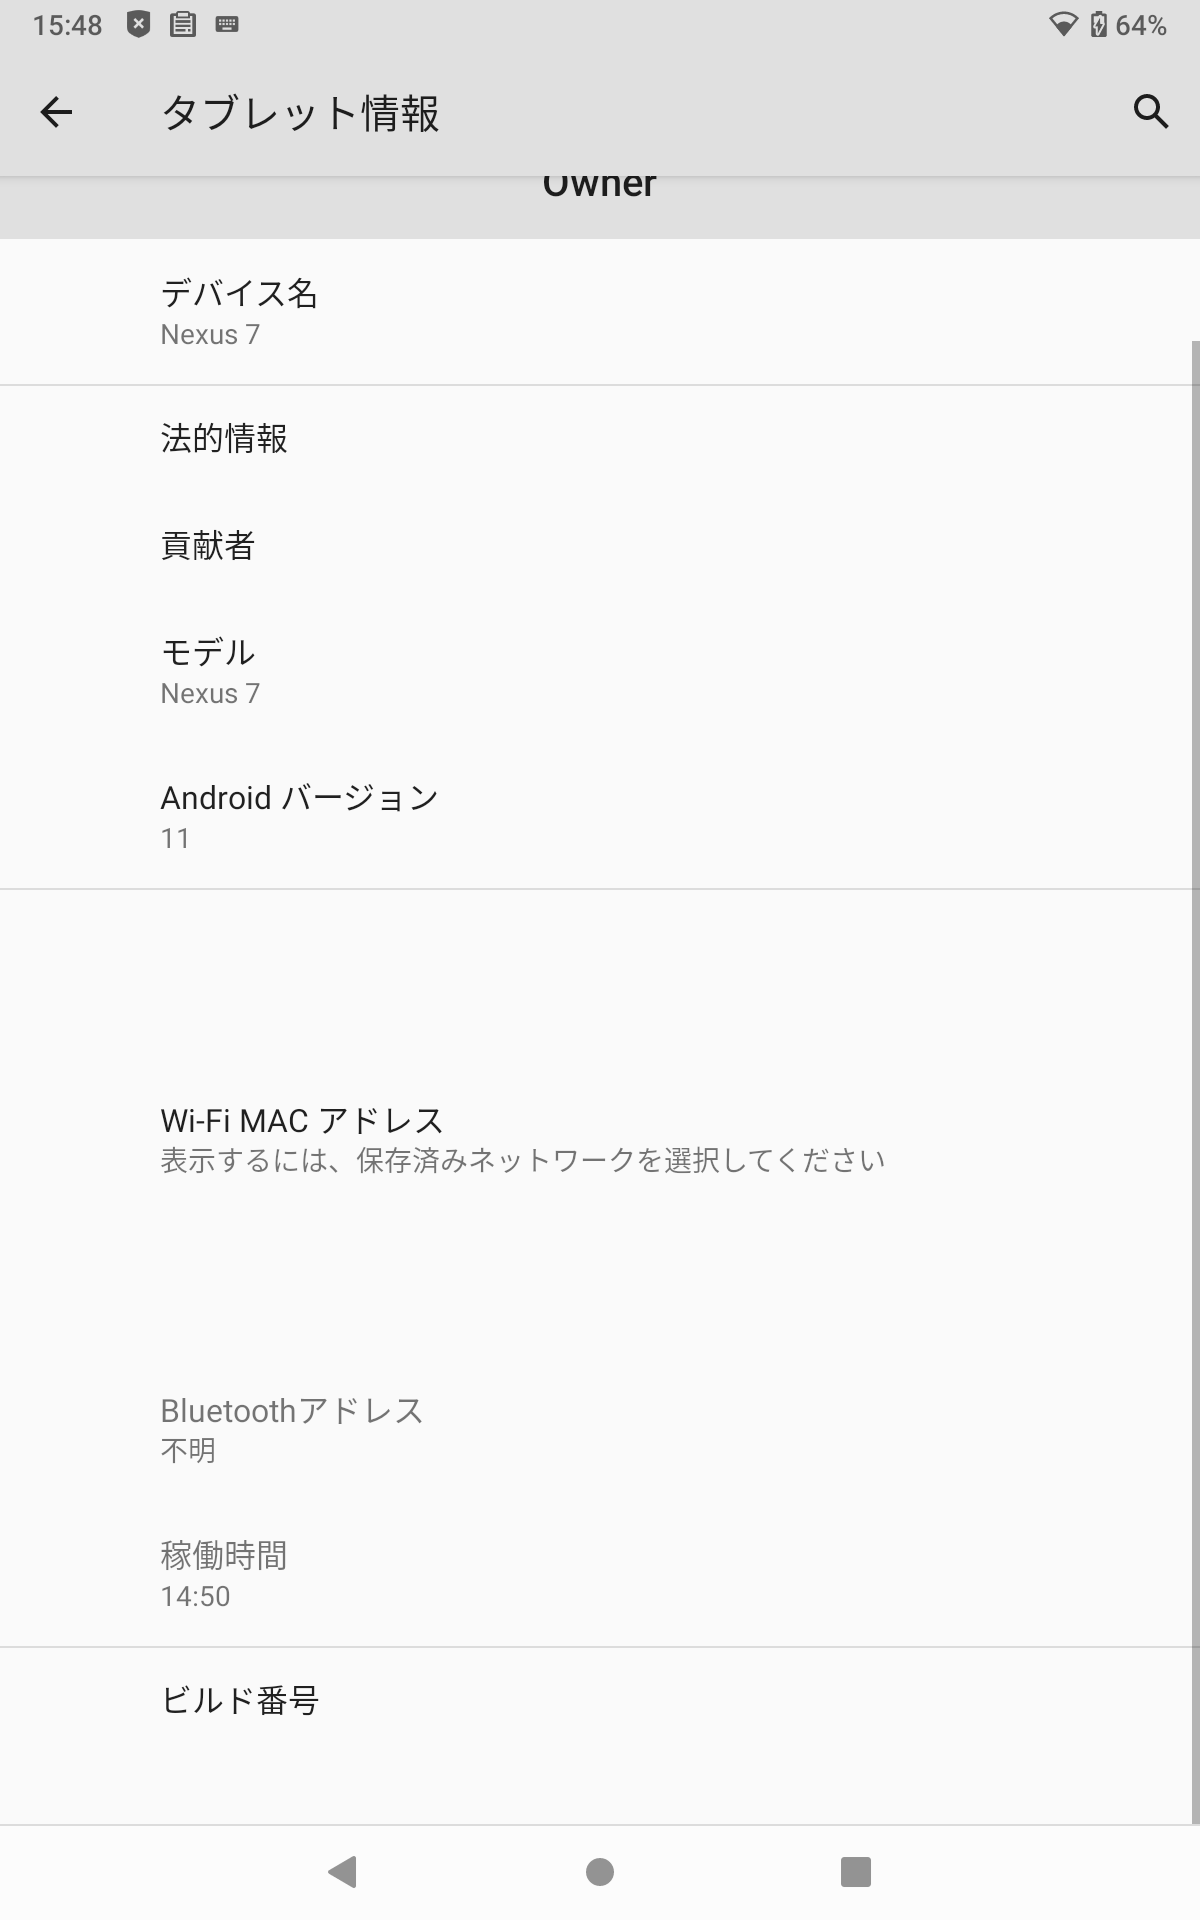 15:48
64%
タブレット情報
Owner
デバイス名
Nexus 7
法的情報
貢献者
モデル
Nexus 7
Android バージョン
11
Wi-Fi MAC アドレス
表示するには、保存済みネットワークを選択してください
Bluetoothアドレス
不明
稼働時間
14:50
ビルド番号